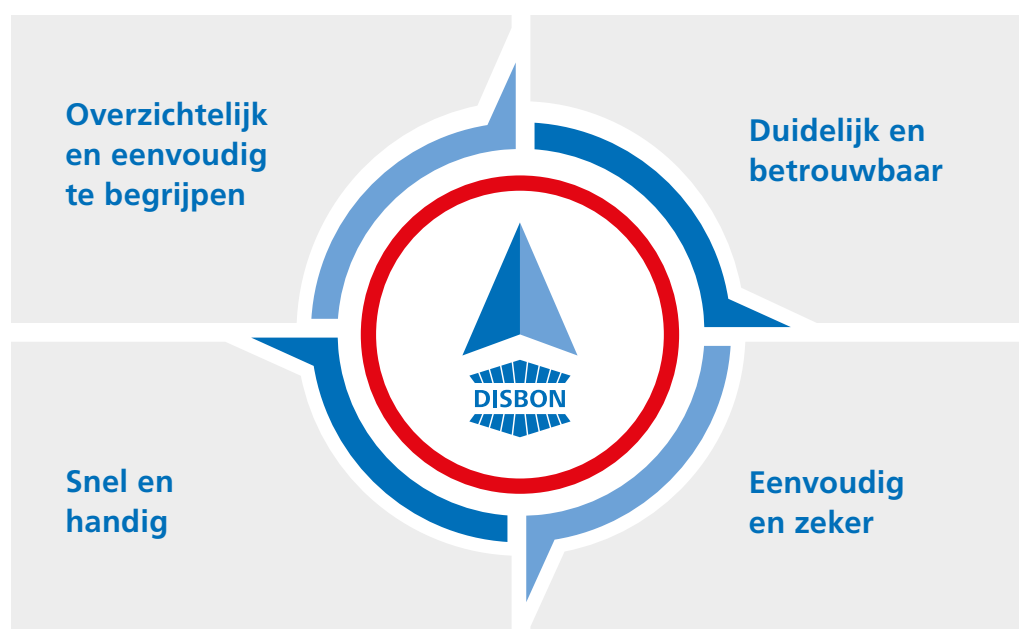 Overzichtelijk
en eenvoudig
te begrijpen
Duidelijk en
betrouwbaar
DISBON
Snel en
handig
Eenvoudig
en zeker